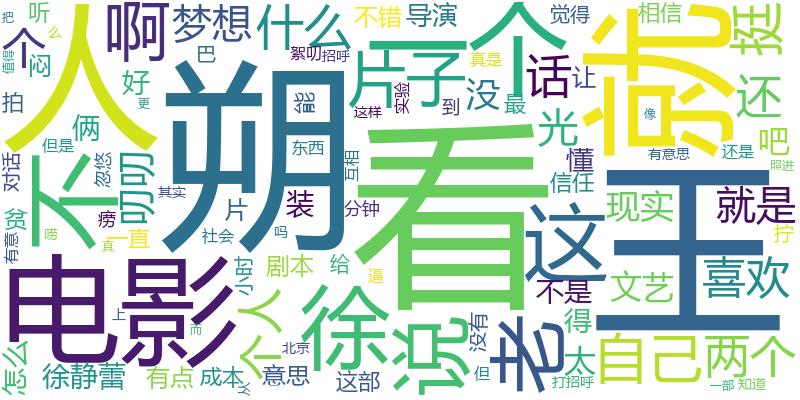 把
听
个
闷
人
啊
梦想
什么
不错
导演
觉得
相信
挺
值得
么
好
巴
絮叨
招呼
片子
个
真是
话
让
就
还
拍
俩
朔
能
实验
这样
到
没
最
光
像
吧
但是
不
叨叨
忽悠
东西
互相
看
懂
有意思
还是
照进
对话
贫
痨
其实
片
装
分钟
信任
这
现实
王
就是
拧
有意
唠
一直
社会
吗
真
电影
小时
剧本
给
逼
徐
说
没有
老
不是
文艺
喜欢
上
而
个人
得
怎么
徐静蕾
有点
成本
从
北京
意思
这部
但
太
打招呼
自己
两个
一部
知道
更